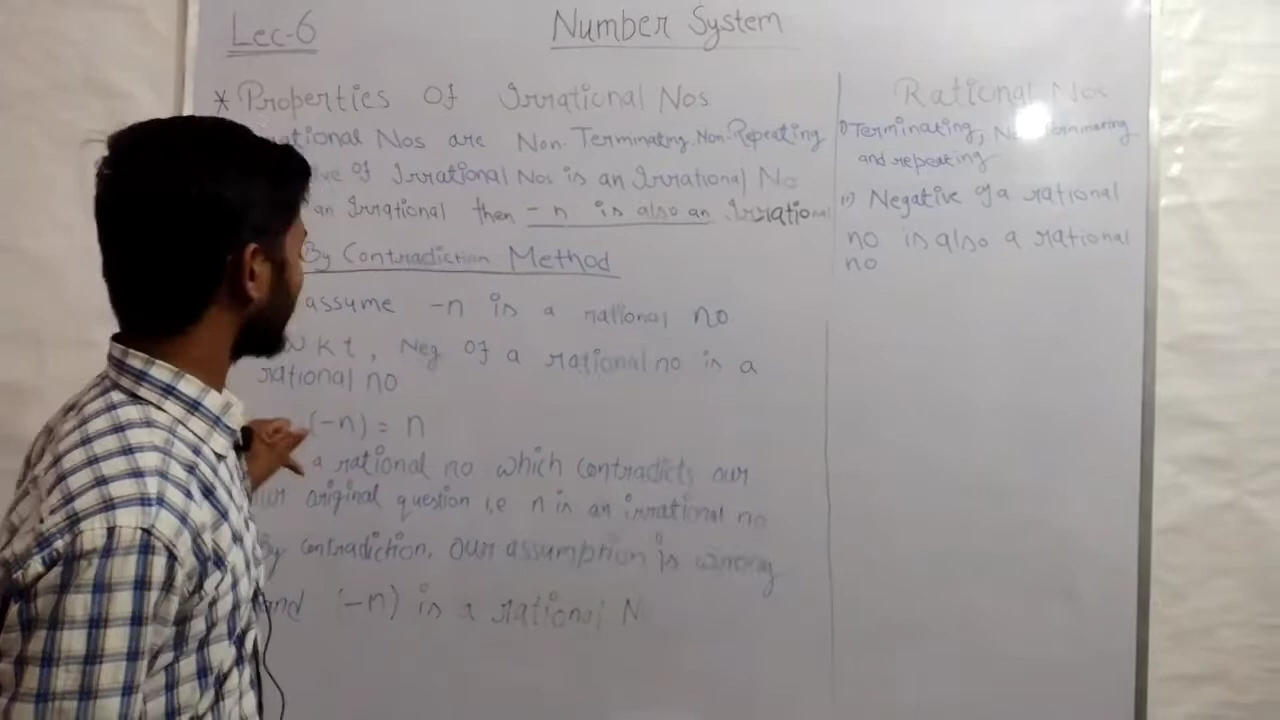 Lec-6
Number System
* Properties Of Irrational Nos
ational Nos are Non-Terminating Non-Repeating
ve of Irrational Nos is an Irrational No
an Irrational then -n is also an Irrational
By Contradiction Method
assume -n is a rational no
W K t, Neg Of a rational no is a
rational no
(-n) = n
a rational no which contradicts our
our original question i,e n is an irrational no
By contradiction, Our assumption is wrong
and (-n) is a rational N
Rational Nos
i) Terminating,
and repeating
ii) Negative of a rational
no is also a rational
no